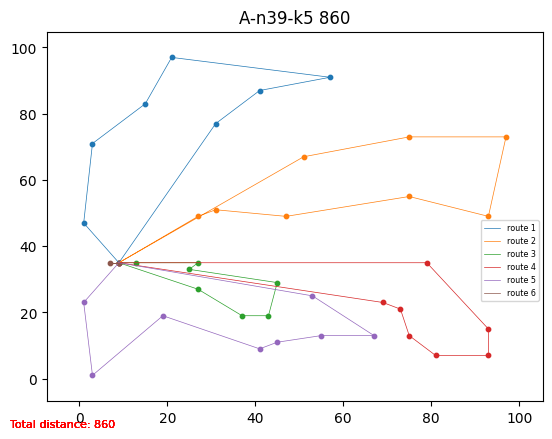 A-n39-k5 860
100
80
60
40
20
0
route 1
route 2
route 3
route 4
route 5
route 6
0 20 40 60 80 100
Total distance: 860